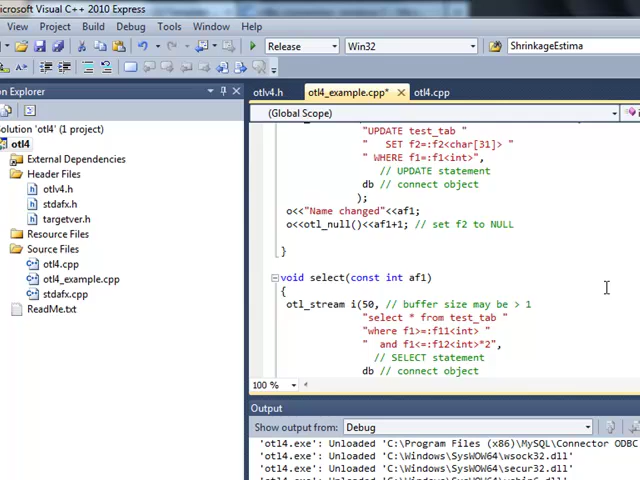 Microsoft Visual C++ 2010 Express
View Project Build Debug Tools Window Help
Release Win32 ShrinkageEstima
Explorer
otlv4.h otl4_example.cpp* otl4.cpp
(Global Scope)
Solution 'otl4' (1 project)
otl4
External Dependencies
Header Files
otlv4.h
stdafx.h
targetver.h
Resource Files
Source Files
otl4.cpp
otl4_example.cpp
stdafx.cpp
ReadMe.txt
"UPDATE test_tab "
" SET f2=:f2<char[31]> "
" WHERE f1=:f1<int>",
// UPDATE statement
db // connect object
);
o<<"Name changed"<<af1;
o<<otl_null()<<af1+1; // set f2 to NULL
}
void select(const int af1)
{
otl_stream i(50, // buffer size may be > 1
"select * from test_tab "
"where f1>=:f11<int> "
" and f1<=:f12<int>*2",
// SELECT statement
db // connect object
100 %
Output
Show output from: Debug
'otl4.exe': Unloaded 'C:\Program Files (x86)\MySQL\Connector ODBC
'otl4.exe': Unloaded 'C:\Windows\SysWOW64\wsock32.dll'
'otl4.exe': Unloaded 'C:\Windows\SysWOW64\secur32.dll'